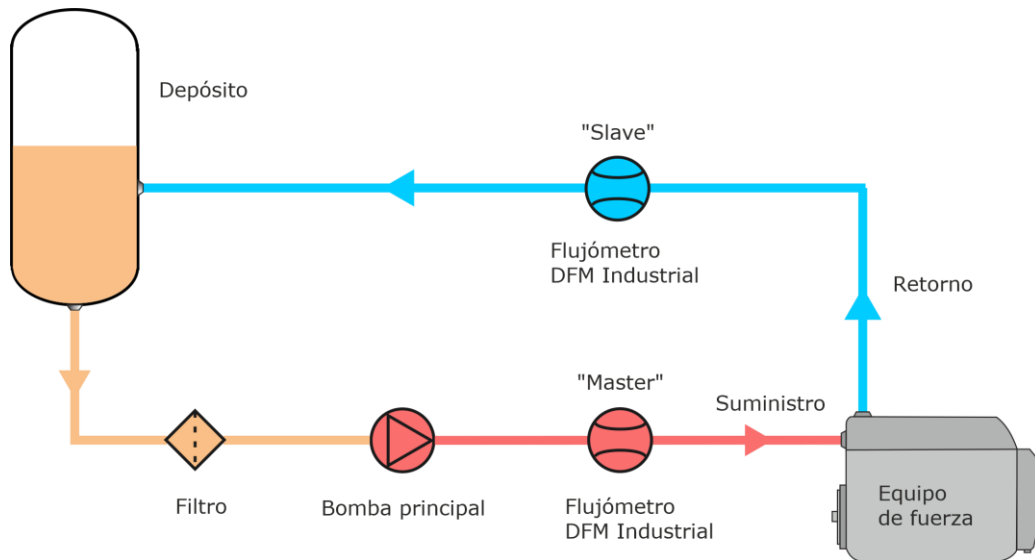 Depósito
"Slave"
Flujómetro
DFM Industrial
Retorno
"Master"
Suministro
Filtro
Bomba principal
Flujómetro
DFM Industrial
Equipo
de fuerza